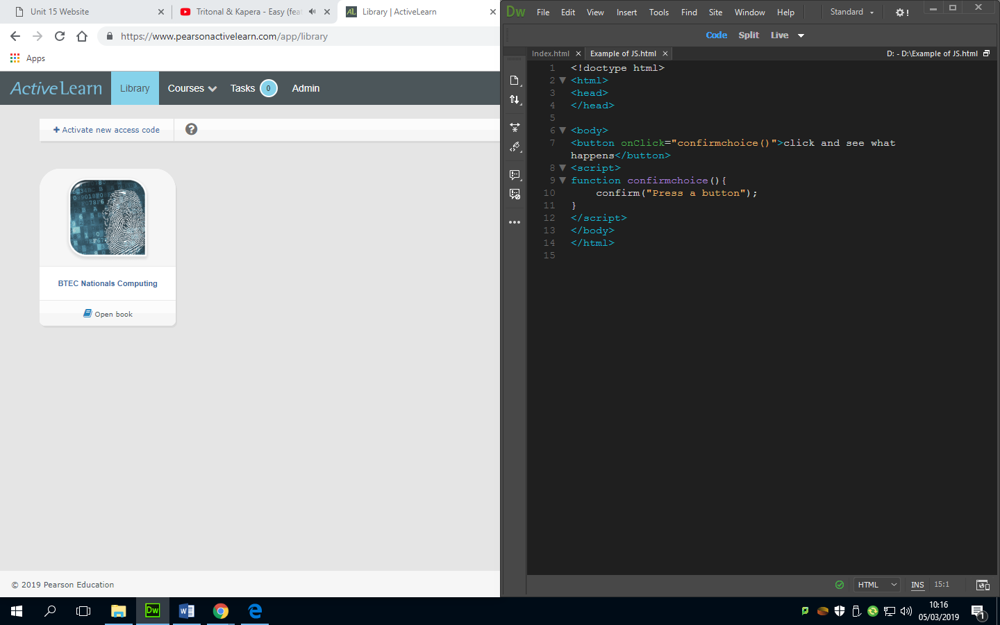 Unit 15 Website
Tritonal & Kapera - Easy (fea
Library | ActiveLearn
https://www.pearsonactivelearn.com/app/library
Apps
ActiveLearn
Library
Courses
Tasks
0
Admin
+ Activate new access code
?
BTEC Nationals Computing
Open book
© 2019 Pearson Education
Dw
File
Edit
View
Insert
Tools
Find
Site
Window
Help
Standard
Code
Split
Live
Index.html
Example of JS.html
D: - D:\Example of JS.html
1 <!doctype html>
2 <html>
3 <head>
4 </head>
5
6 <body>
7 <button onClick="confirmchoice()">click and see what
happens</button>
8 <script>
9 function confirmchoice(){
10 confirm("Press a button");
11 }
12 </script>
13 </body>
14 </html>
15
HTML
INS
15:1
Dw
10:16
05/03/2019
1